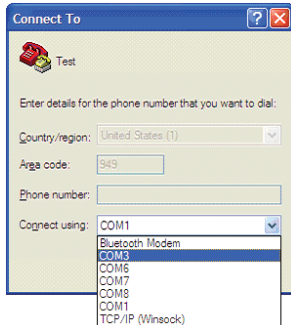 Connect To
Test
Enter details for the phone number that you want to dial:
Country/region: United States (1)
Area code: 949
Phone number:
Connect using: COM1
Bluetooth Modem
COM3
COM6
COM7
COM8
COM1
TCP/IP (Winsock)